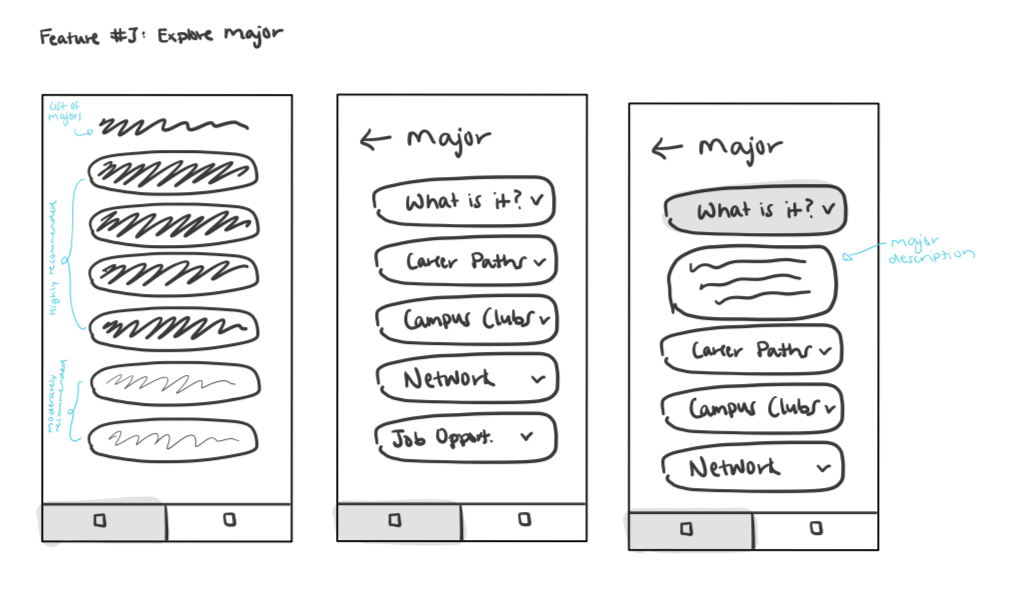 Feature #J: Explore Major
List of
majors
Highly recommended
moderately
recommended
← major
What is it?
Career Paths
Campus Clubs
Network
Job Opport.
← major
What is it?
major
description
Career Paths
Campus Clubs
Network